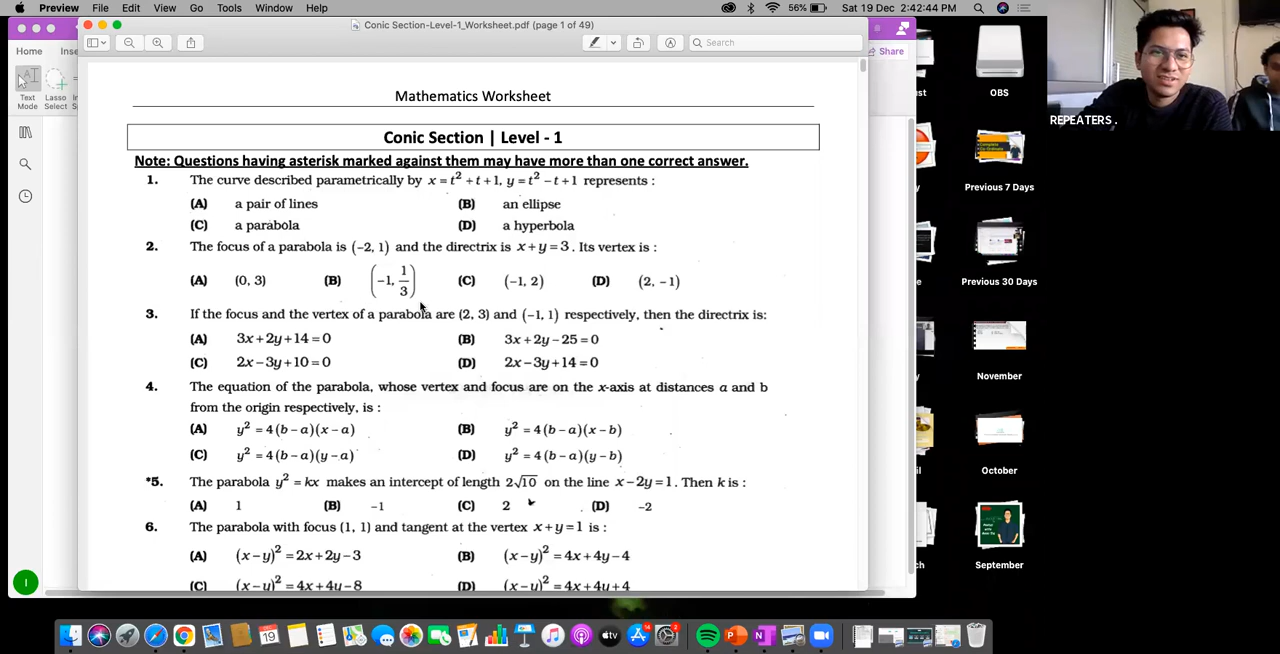 Preview File Edit View Go Tools Window Help
56% Sat 19 Dec 2:42:44 PM
Conic Section-Level-1_Worksheet.pdf (page 1 of 49)
Search
Home Inse
Share
Text Mode
Lasso Select
In
S
Mathematics Worksheet
Conic Section | Level - 1
Note: Questions having asterisk marked against them may have more than one correct answer.
1. The curve described parametrically by x = t² + t + 1, y = t² − t + 1 represents :
(A) a pair of lines (B) an ellipse
(C) a parabola (D) a hyperbola
2. The focus of a parabola is (−2, 1) and the directrix is x + y = 3. Its vertex is :
(A) (0, 3) (B) (−1, 1/3) (C) (−1, 2) (D) (2, −1)
3. If the focus and the vertex of a parabola are (2, 3) and (−1, 1) respectively, then the directrix is:
(A) 3x + 2y + 14 = 0 (B) 3x + 2y − 25 = 0
(C) 2x − 3y + 10 = 0 (D) 2x − 3y + 14 = 0
4. The equation of the parabola, whose vertex and focus are on the x-axis at distances a and b
from the origin respectively, is :
(A) y² = 4(b − a)(x − a) (B) y² = 4(b − a)(x − b)
(C) y² = 4(b − a)(y − a) (D) y² = 4(b − a)(y − b)
*5. The parabola y² = kx makes an intercept of length 2√10 on the line x − 2y = 1. Then k is :
(A) 1 (B) −1 (C) 2 (D) −2
6. The parabola with focus (1, 1) and tangent at the vertex x + y = 1 is :
(A) (x − y)² = 2x + 2y − 3 (B) (x − y)² = 4x + 4y − 4
(C) (x − y)² = 4x + 4y − 8 (D) (x − y)² = 4x + 4y + 4
I
ust
OBS
Previous 7 Days
Previous 30 Days
November
il
October
ch
September
REPEATERS .
tv
14
2
19